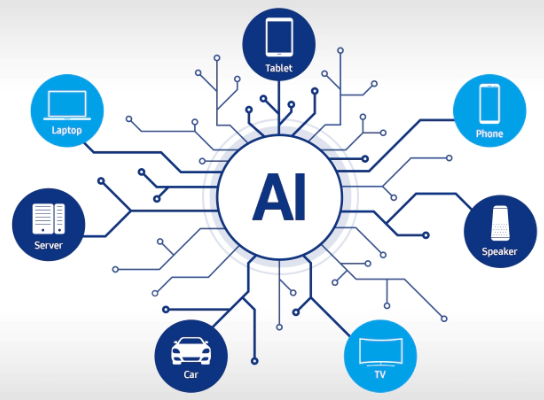 Tablet
Laptop
Phone
AI
Server
Speaker
Car
TV